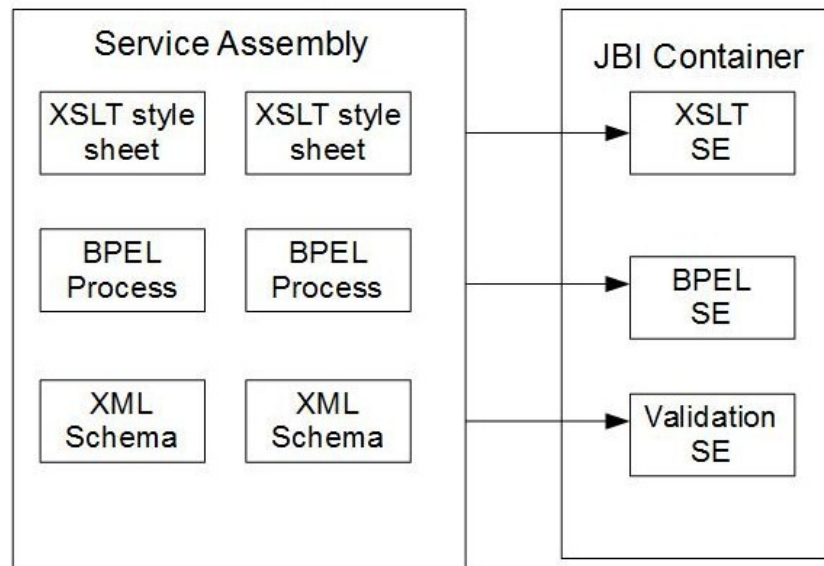 Service Assembly
XSLT style
sheet
XSLT style
sheet
BPEL
Process
BPEL
Process
XML
Schema
XML
Schema
JBI Container
XSLT
SE
BPEL
SE
Validation
SE